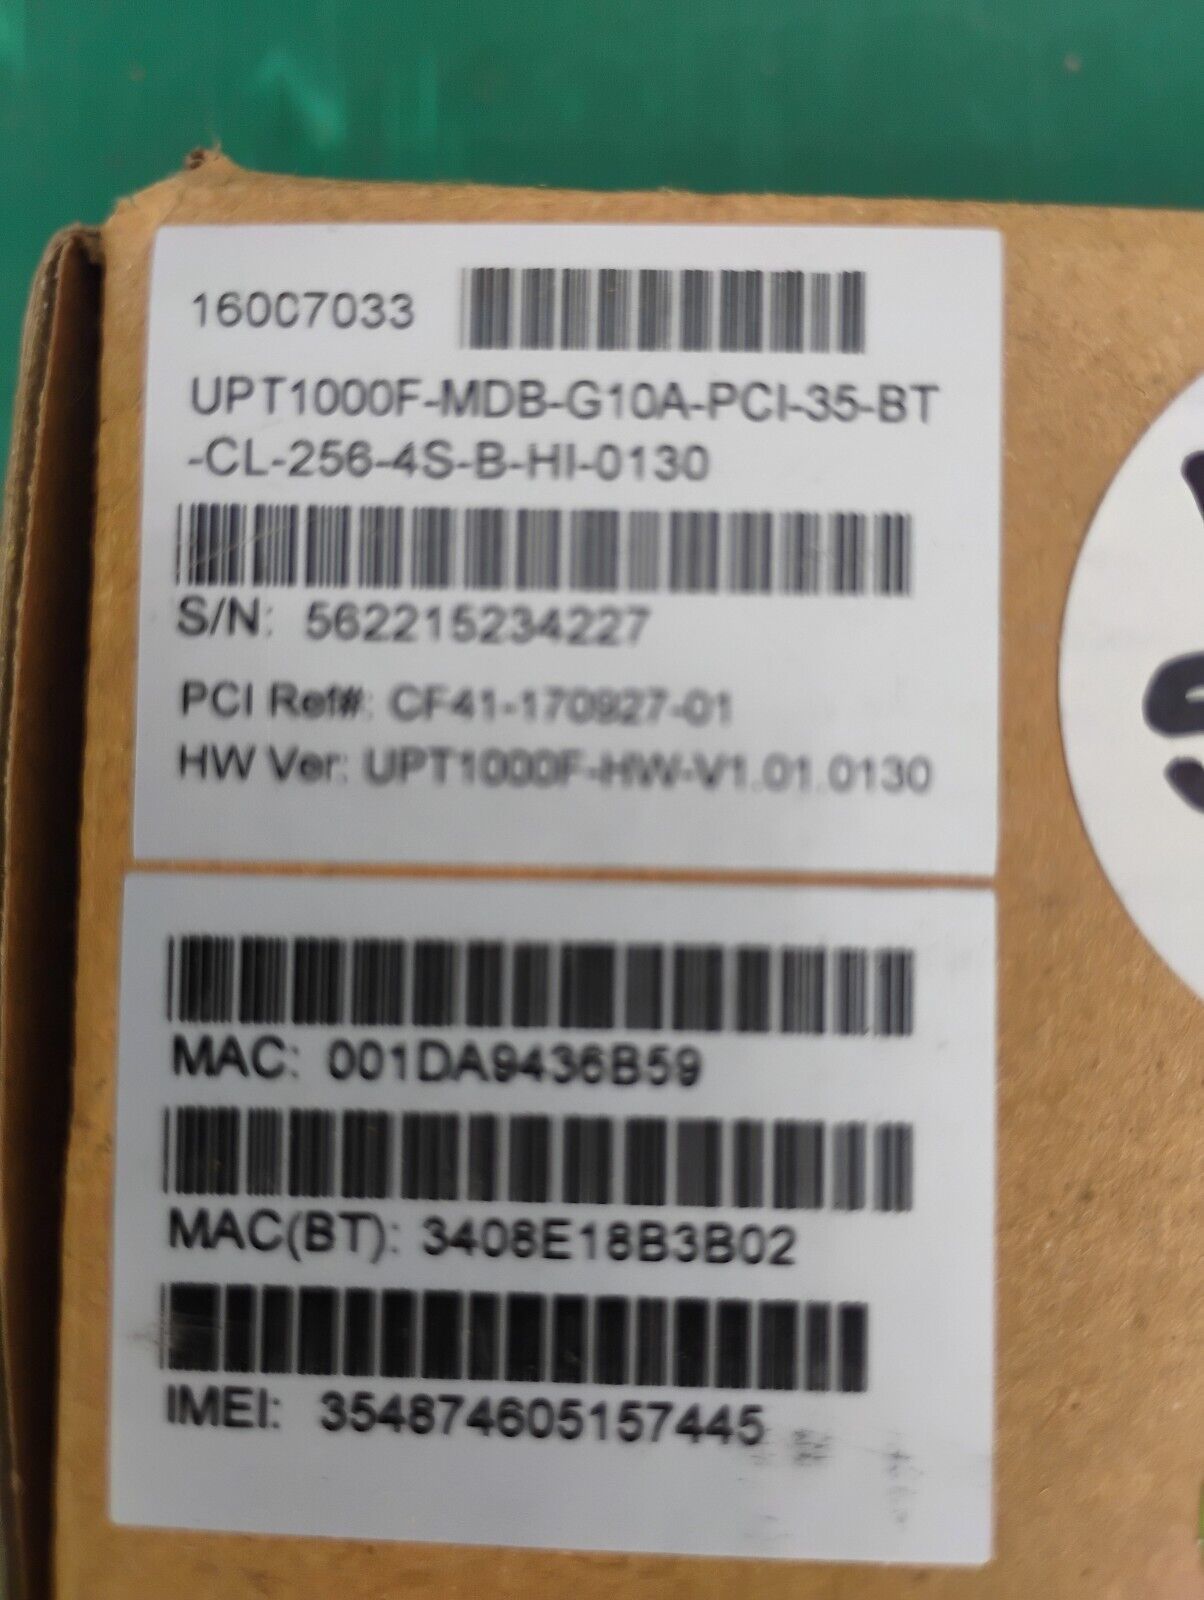 160C7033
UPT1000F-MDB-G10A-PCI-35-BT
-CL-256-4S-B-HI-0130
S/N: 562215234227
PCI Ref#: CF41-170927-01
HW Ver: UPT1000F-HW-V1.01.0130
MAC: 001DA9436B59
MAC(BT): 3408E18B3B02
IMEI: 354874605157445